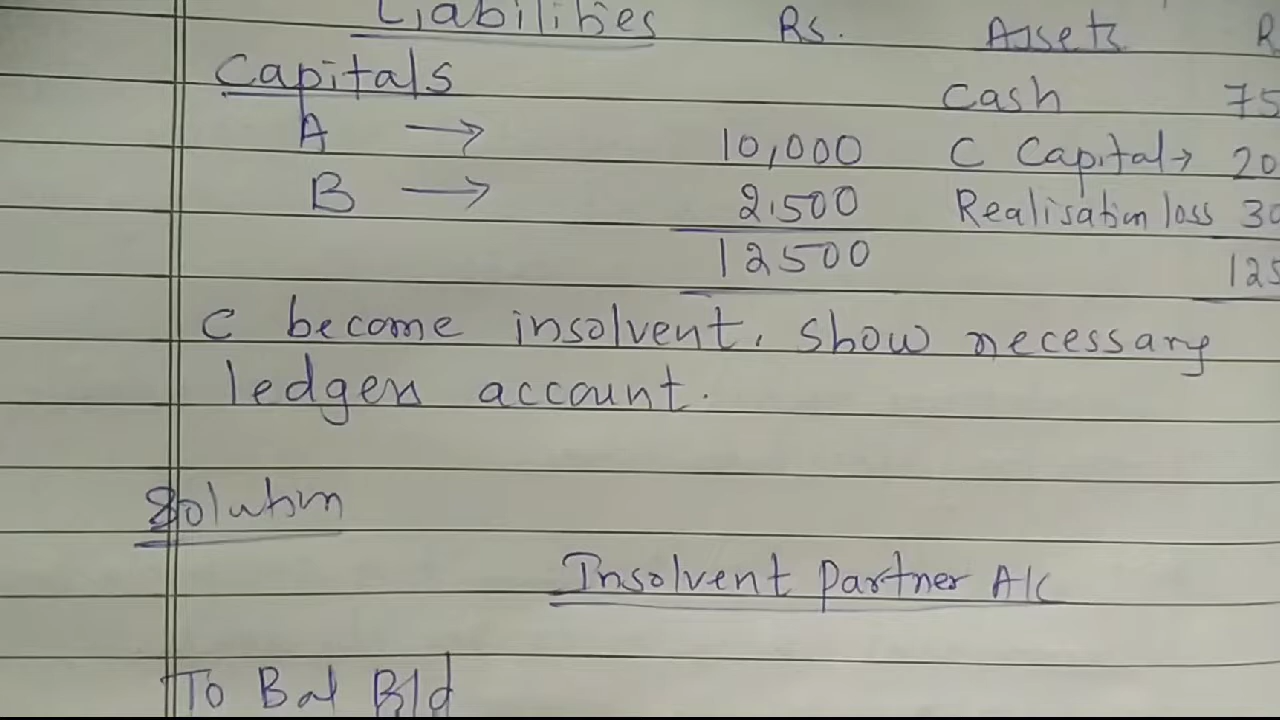 Liabilities Rs. Assets R
Capitals Cash 75
A → 10,000 C Capital → 20
B → 2,500 Realisation loss 30
12500 125
C become insolvent. Show necessary
ledger account.
Solution
Insolvent Partner A/c
To Bal B/d